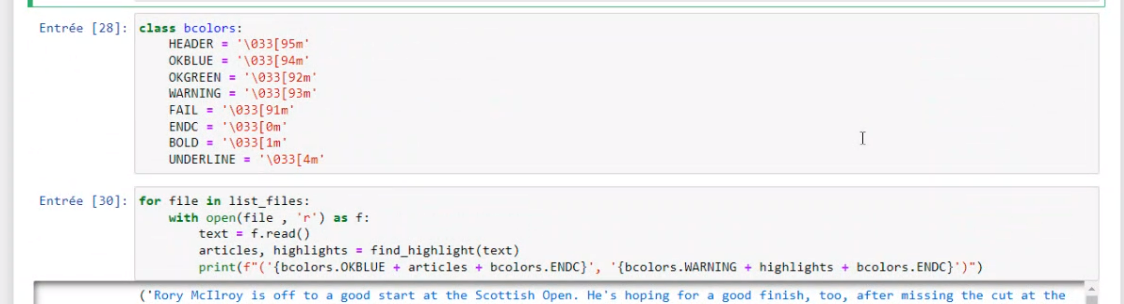 Entrée [28]: class bcolors:
    HEADER = '\033[95m'
    OKBLUE = '\033[94m'
    OKGREEN = '\033[92m'
    WARNING = '\033[93m'
    FAIL = '\033[91m'
    ENDC = '\033[0m'
    BOLD = '\033[1m'
    UNDERLINE = '\033[4m'
Entrée [30]: for file in list_files:
    with open(file , 'r') as f:
        text = f.read()
        articles, highlights = find_highlight(text)
        print(f"('{bcolors.OKBLUE + articles + bcolors.ENDC}', '{bcolors.WARNING + highlights + bcolors.ENDC}')")
('Rory McIlroy is off to a good start at the Scottish Open. He's hoping for a good finish, too, after missing the cut at the